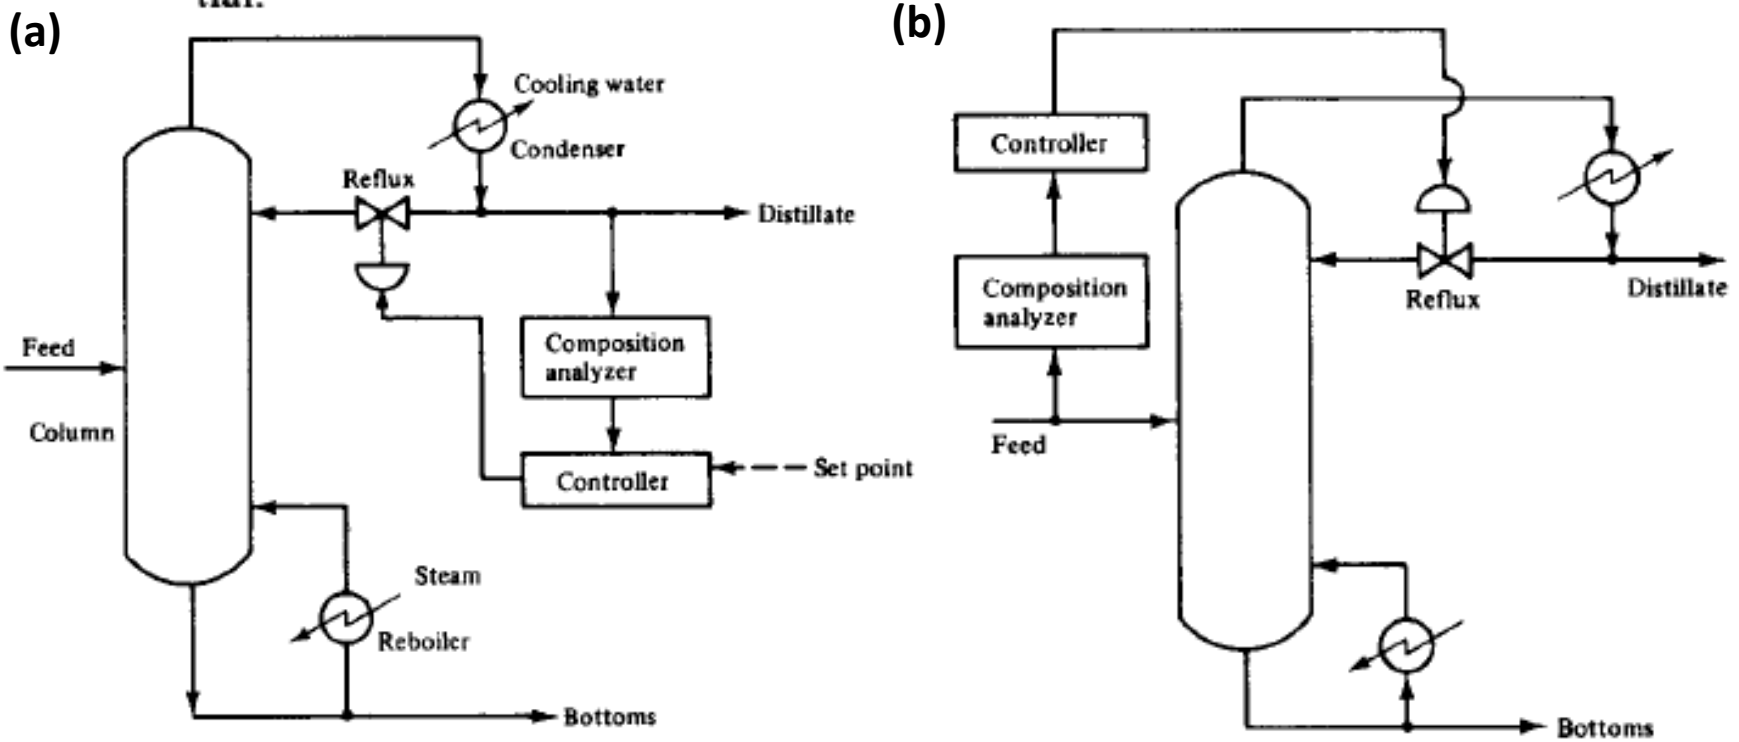 (a)
Cooling water
Condenser
Reflux
Distillate
Feed
Composition
analyzer
Column
Controller
Set point
Steam
Reboiler
Bottoms
(b)
Controller
Composition
analyzer
Reflux
Distillate
Feed
Bottoms